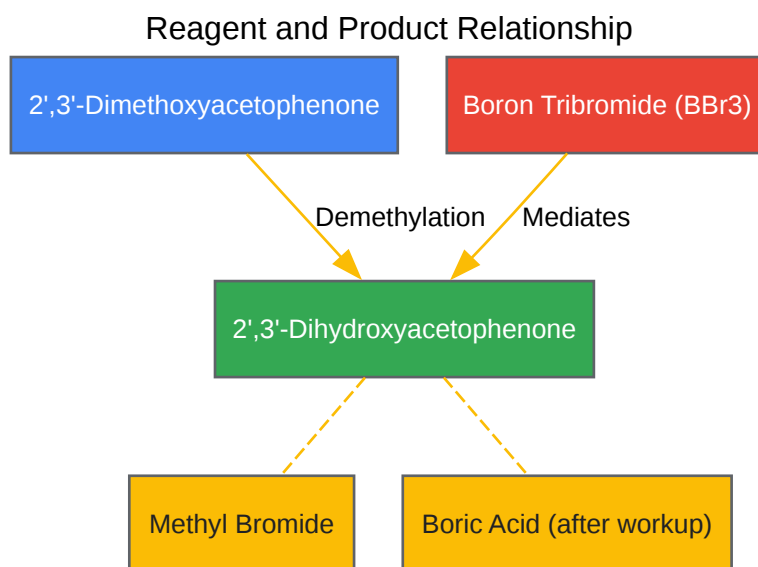 Reagent and Product Relationship
2',3'-Dimethoxyacetophenone
Boron Tribromide (BBr3)
Demethylation
Mediates
2',3'-Dihydroxyacetophenone
Methyl Bromide
Boric Acid (after workup)